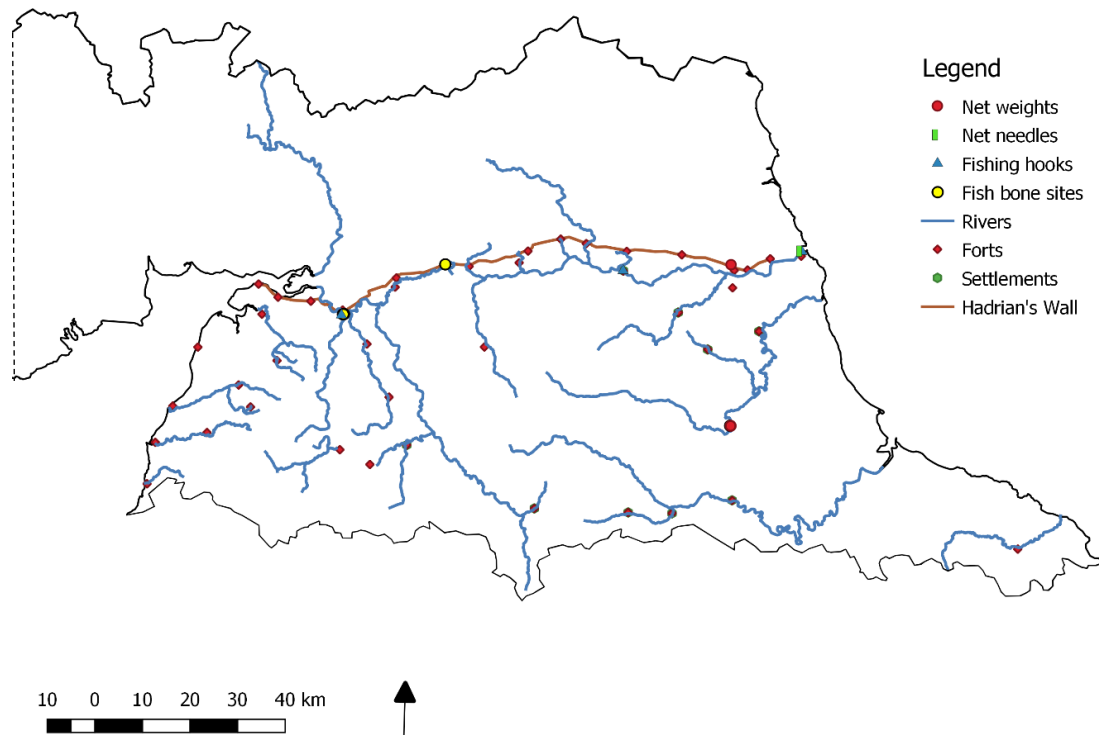 Legend
Net weights
Net needles
Fishing hooks
Fish bone sites
Rivers
Forts
Settlements
Hadrian's Wall
10 0 10 20 30 40 km